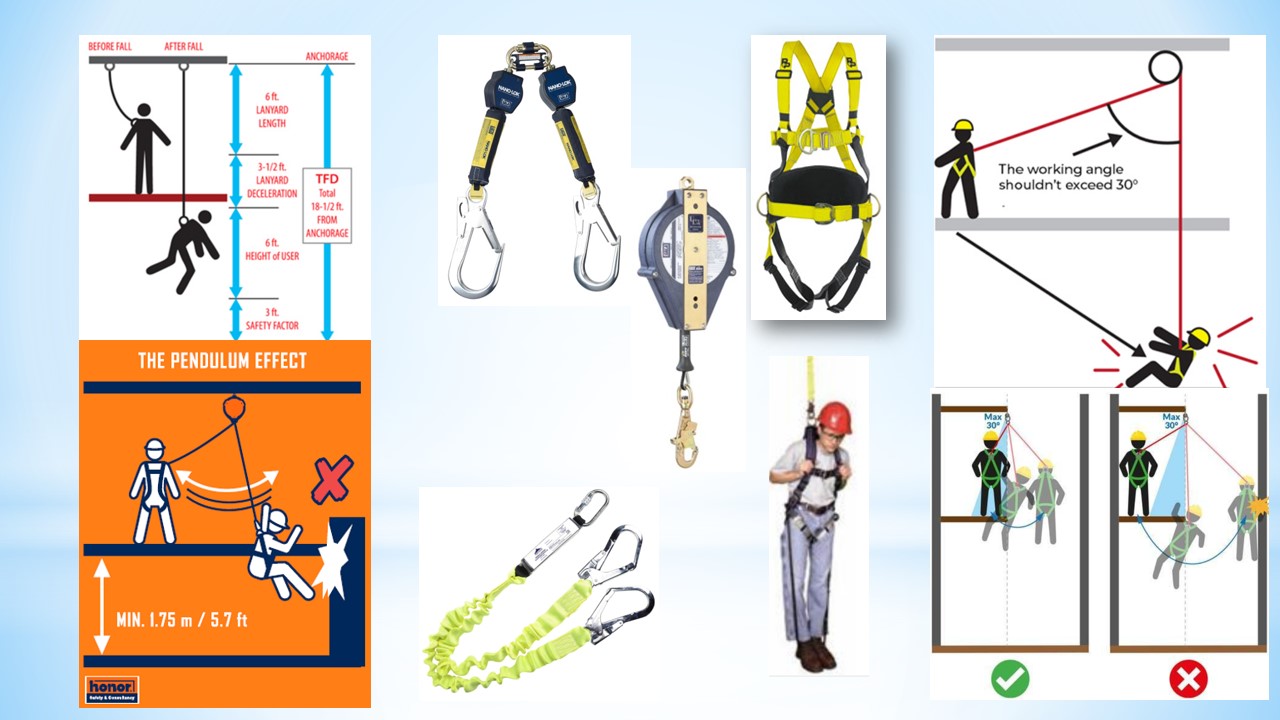 BEFORE FALL
AFTER FALL
ANCHORAGE
6 ft.
LANYARD
LENGTH
3-1/2 ft.
LANYARD
DECELERATION
TFD
Total
18-1/2 ft.
FROM
ANCHORAGE
6 ft.
HEIGHT of USER
3 ft.
SAFETY FACTOR
THE PENDULUM EFFECT
MIN. 1.75 m / 5.7 ft
honor
Safety & Consultancy
NANO-LOK
NANO-LOK
The working angle
shouldn't exceed 30°
Max
30°
Max
30°